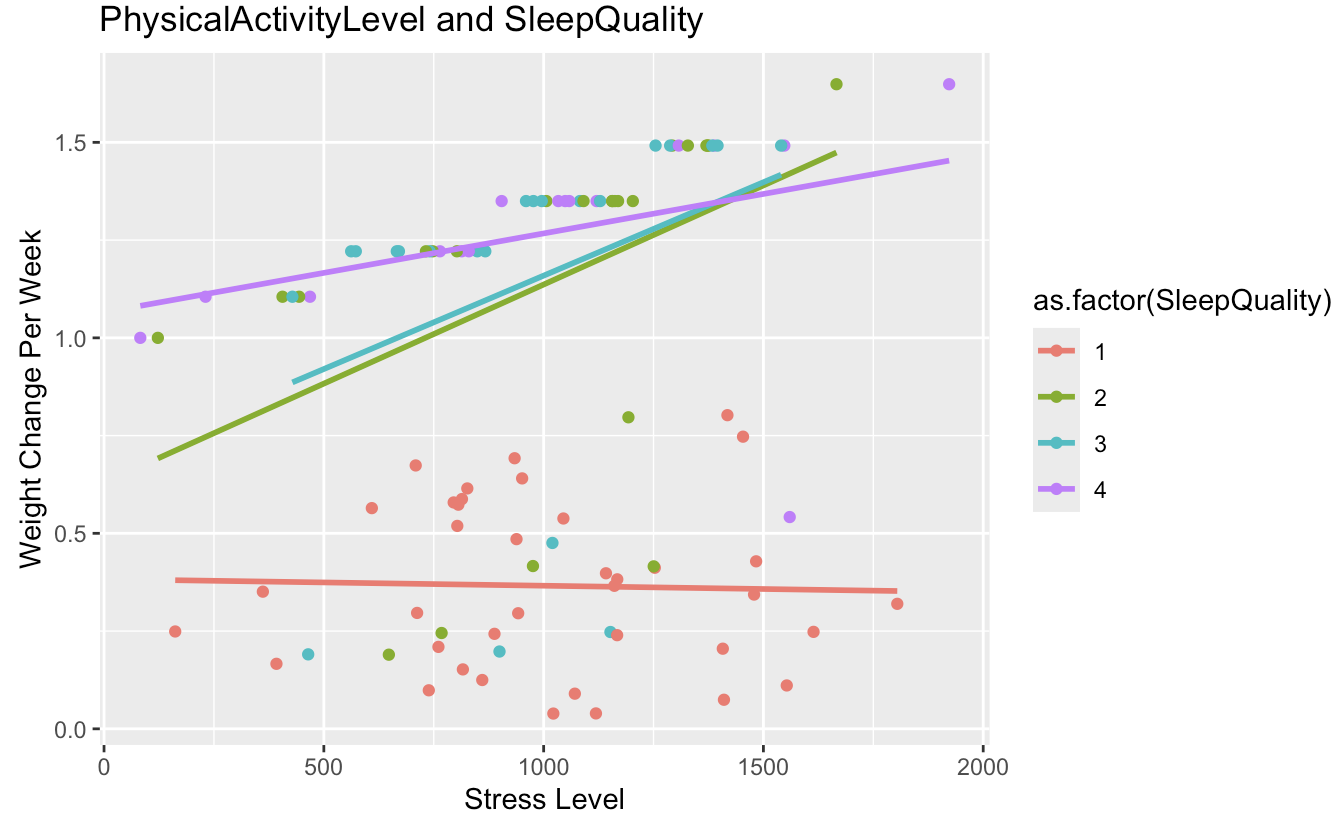 PhysicalActivityLevel and SleepQuality
Weight Change Per Week
1.5
1.0
0.5
0.0
0 500 1000 1500 2000
Stress Level
as.factor(SleepQuality)
1
2
3
4